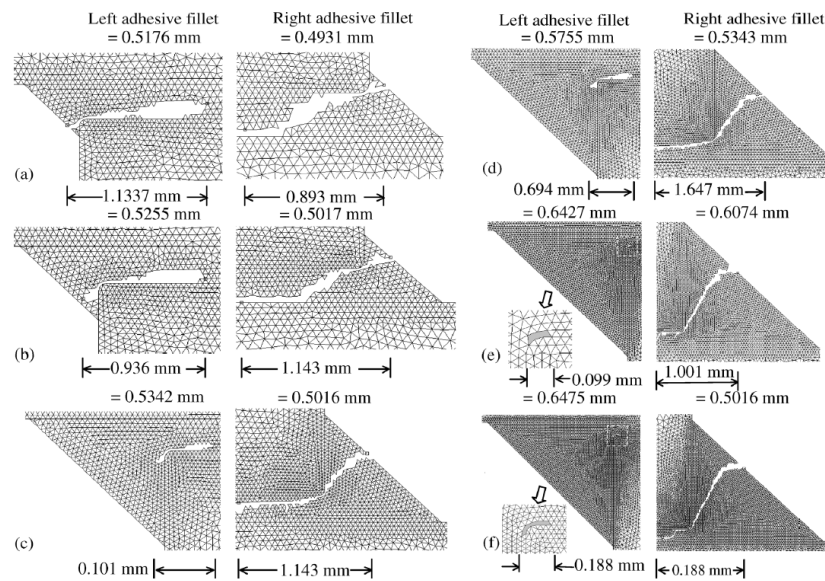 Left adhesive fillet
= 0.5176 mm
Right adhesive fillet
= 0.4931 mm
(a)
1.1337 mm
0.893 mm
= 0.5255 mm
= 0.5017 mm
(b)
0.936 mm
1.143 mm
= 0.5342 mm
= 0.5016 mm
(c)
0.101 mm
1.143 mm
Left adhesive fillet
= 0.5755 mm
Right adhesive fillet
= 0.5343 mm
(d)
0.694 mm
1.647 mm
= 0.6427 mm
= 0.6074 mm
(e)
0.099 mm
1.001 mm
= 0.6475 mm
= 0.5016 mm
(f)
0.188 mm
0.188 mm